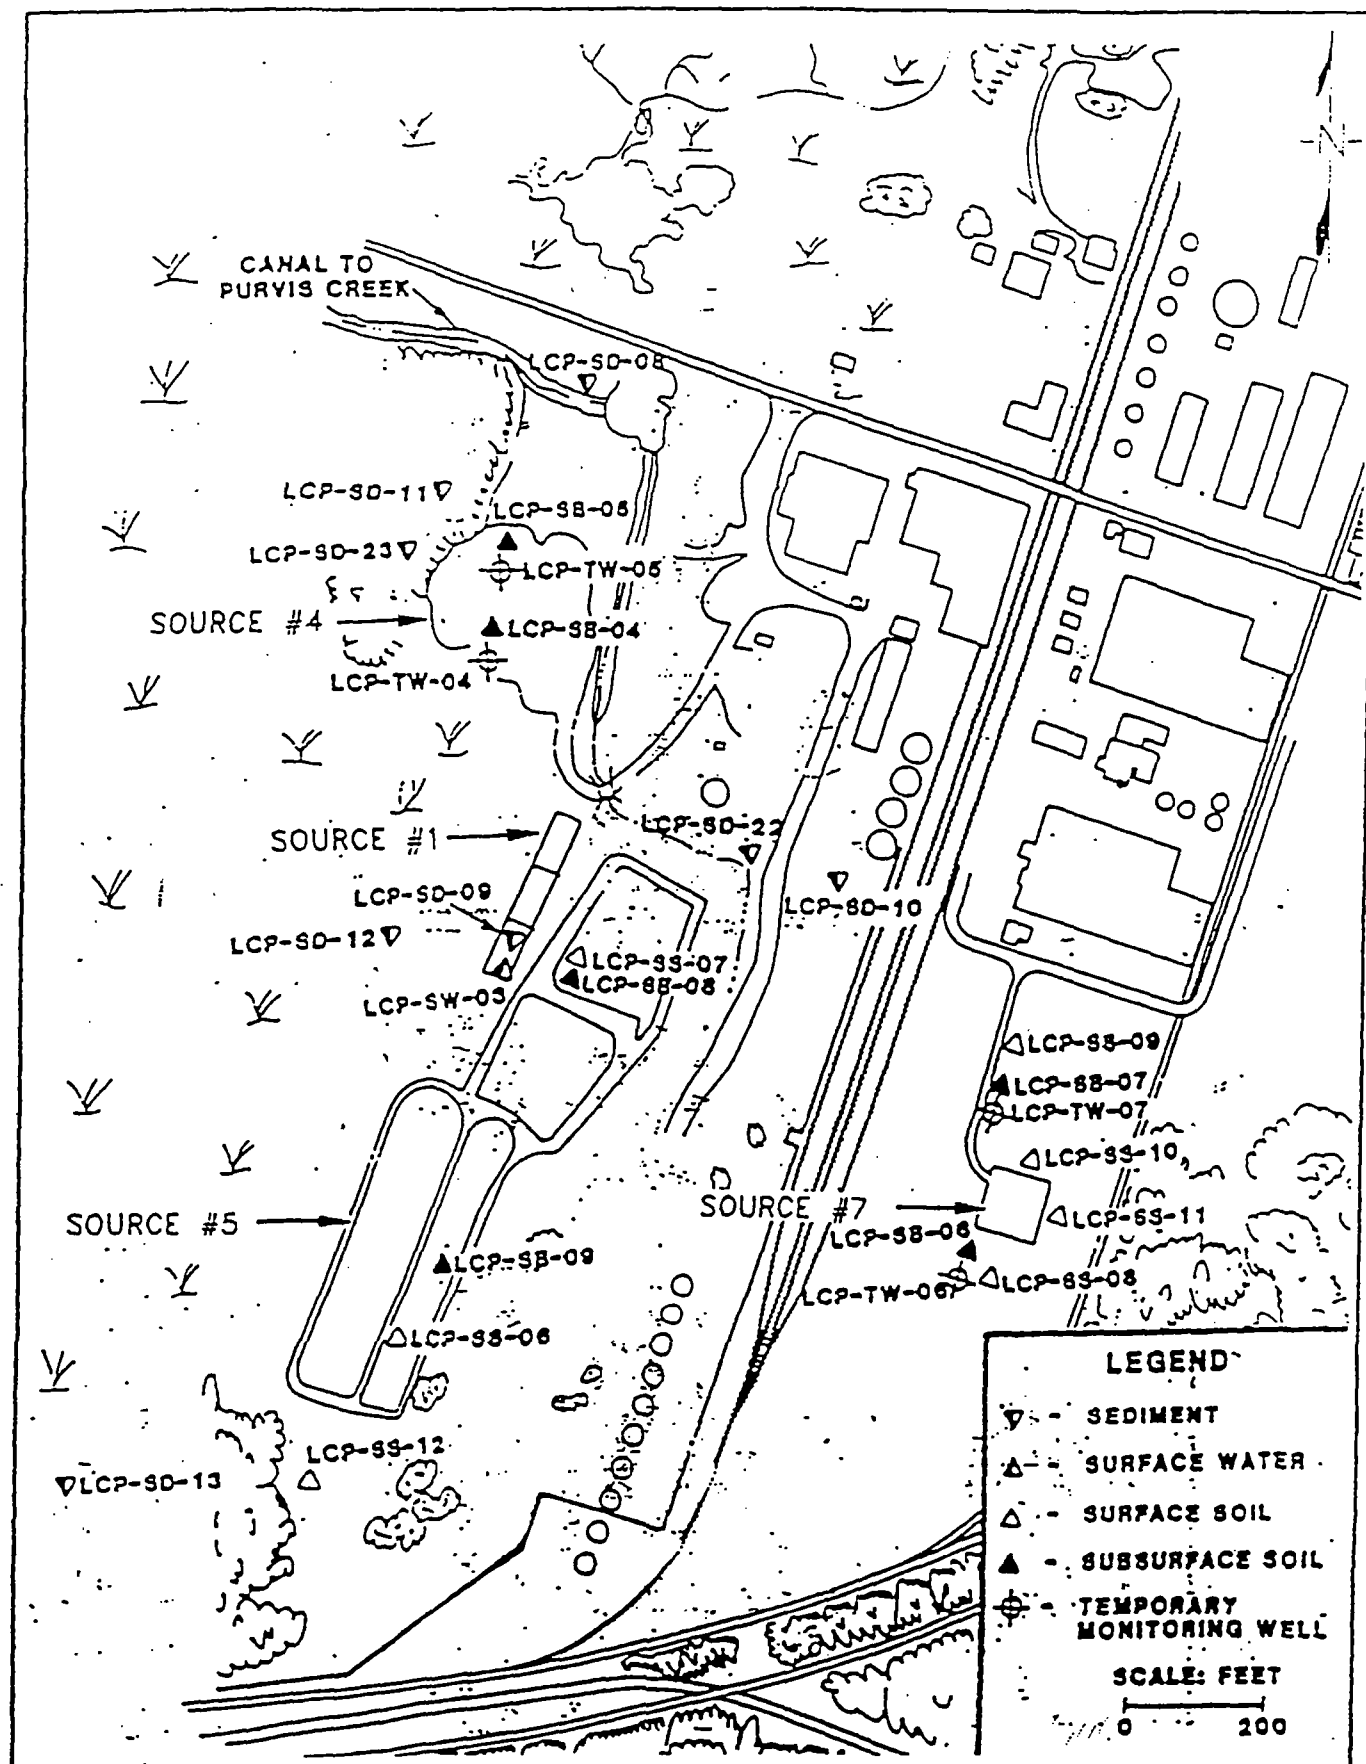 N
CANAL TO
PURVIS CREEK
LCP-SD-08
LCP-SD-11
LCP-SB-05
LCP-SD-23
LCP-TW-05
SOURCE #4
LCP-SB-04
LCP-TW-04
SOURCE #1
LCP-SD-22
LCP-SD-09
LCP-SD-10
LCP-SD-12
LCP-SS-07
LCP-SB-08
LCP-SW-03
LCP-SS-09
LCP-SB-07
LCP-TW-07
LCP-SS-10
SOURCE #7
SOURCE #5
LCP-SS-11
LCP-SB-06
LCP-SB-09
LCP-TW-06
LCP-SS-08
LCP-SS-06
LCP-SS-12
LCP-SD-13
LEGEND
- SEDIMENT
- SURFACE WATER
- SURFACE SOIL
- SUBSURFACE SOIL
- TEMPORARY
MONITORING WELL
SCALE: FEET
0 200